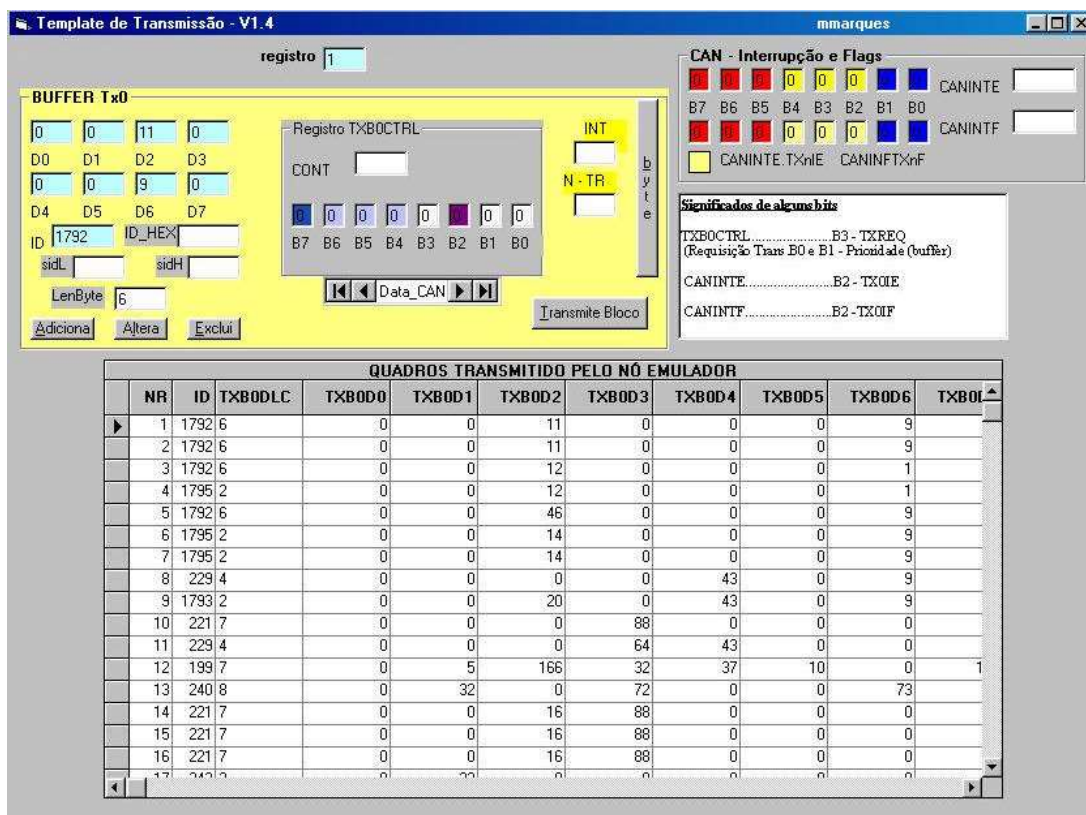 Template de Transmissão - V1.4 mmarques
registro 1
BUFFER Tx0
0 0 11 0
D0 D1 D2 D3
0 0 9 0
D4 D5 D6 D7
ID 1792 ID_HEX
sidL sidH
LenByte 6
Adiciona Altera Exclui
Registro TXB0CTRL
CONT
0 0 0 0 0 0 0 0
B7 B6 B5 B4 B3 B2 B1 B0
Data_CAN
INT
N - TR
byte
Transmite Bloco
CAN - Interrupção e Flags
0 0 0 0 0 0 0 0 CANINTE
B7 B6 B5 B4 B3 B2 B1 B0
0 0 0 0 0 0 0 0 CANINTF
CANINTE.TXnIE CANINFTXnF
Significados de alguns bits
TXB0CTRL.....................B3 - TXREQ
(Requisição Trans B0 e B1 - Prioridade (buffer)
CANINTE........................B2 - TX0IE
CANINTF........................B2 -TX0IF
QUADROS TRANSMITIDO PELO NÓ EMULADOR
NR ID TXB0DLC TXB0D0 TXB0D1 TXB0D2 TXB0D3 TXB0D4 TXB0D5 TXB0D6
1 1792 6 0 0 11 0 0 0 9
2 1792 6 0 0 11 0 0 0 9
3 1792 6 0 0 12 0 0 0 1
4 1795 2 0 0 12 0 0 0 1
5 1792 6 0 0 46 0 0 0 9
6 1795 2 0 0 14 0 0 0 9
7 1795 2 0 0 14 0 0 0 9
8 229 4 0 0 0 0 43 0 9
9 1793 2 0 0 20 0 43 0 9
10 221 7 0 0 0 88 0 0 0
11 229 4 0 0 0 64 43 0 0
12 199 7 0 5 166 32 37 10 0 1
13 240 8 0 32 0 72 0 0 73
14 221 7 0 0 16 88 0 0 0
15 221 7 0 0 16 88 0 0 0
16 221 7 0 0 16 88 0 0 0